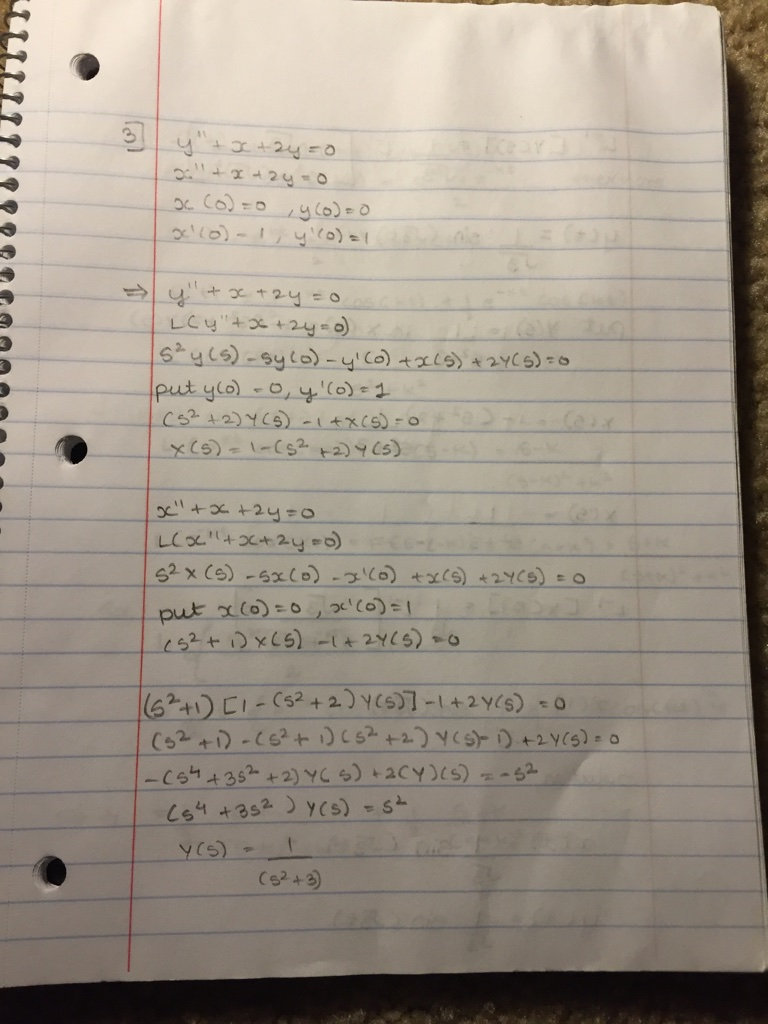 3] y'' + x + 2y = 0
x'' + x + 2y = 0
x(0) = 0 , y(0) = 0
x'(0) - 1 , y'(0) = 1
⇒ y'' + x + 2y = 0
L(y'' + x + 2y = 0)
s²y(s) - sy(0) - y'(0) + x(s) + 2Y(s) = 0
put y(0) = 0, y'(0) = 1
(s² + 2)Y(s) - 1 + x(s) = 0
x(s) = 1 - (s² + 2)Y(s)
x'' + x + 2y = 0
L(x'' + x + 2y = 0)
s²x(s) - sx(0) - x'(0) + x(s) + 2Y(s) = 0
put x(0) = 0 , x'(0) = 1
(s² + 1) x(s) - 1 + 2Y(s) = 0
(s² + 1) [1 - (s² + 2) Y(s)] - 1 + 2Y(s) = 0
(s² + 1) - (s² + 1)(s² + 2) Y(s) - 1) + 2Y(s) = 0
-(s⁴ + 3s² + 2)Y(s) + 2(Y)(s) = -s²
(s⁴ + 3s² ) Y(s) = s²
Y(s) = 1
(s² + 3)